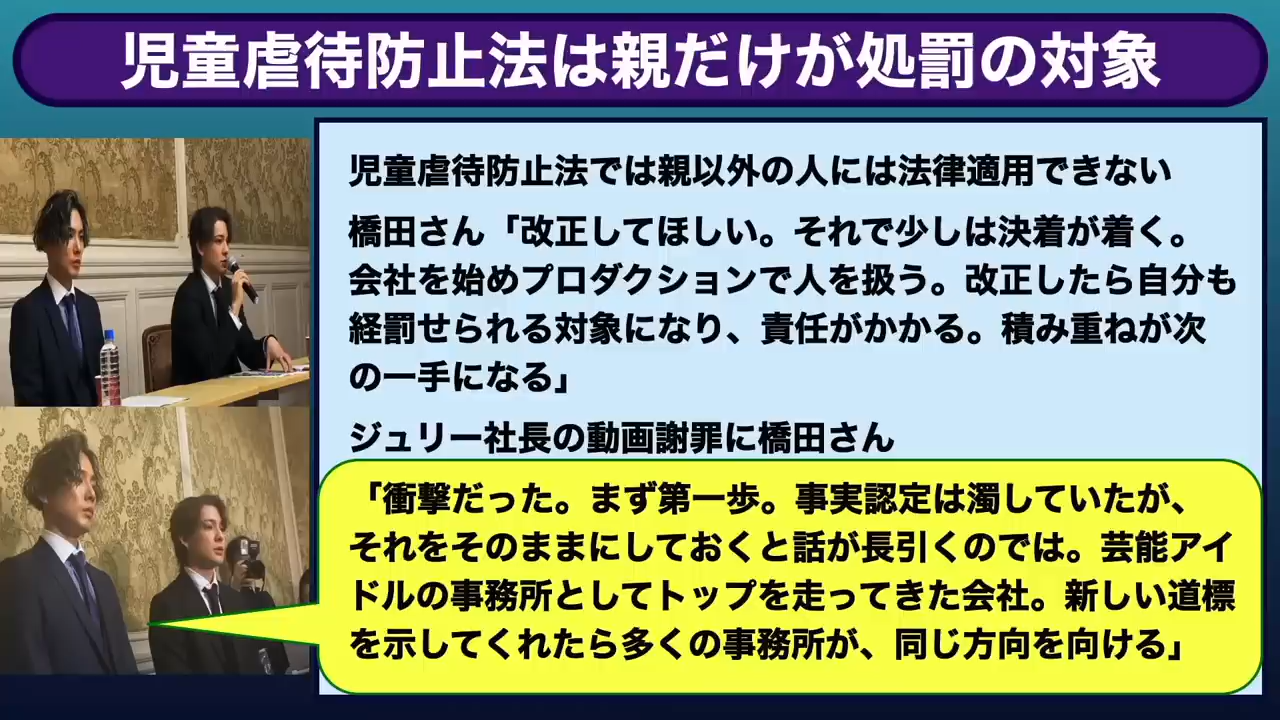 児童虐待防止法は親だけが処罰の対象
児童虐待防止法では親以外の人には法律適用できない
橋田さん「改正してほしい。それで少しは決着が着く。
会社を始めプロダクションで人を扱う。改正したら自分も
経罰せられる対象になり、責任がかかる。積み重ねが次
の一手になる」
ジュリー社長の動画謝罪に橋田さん
「衝撃だった。まず第一歩。事実認定は濁していたが、
それをそのままにしておくと話が長引くのでは。芸能アイ
ドルの事務所としてトップを走ってきた会社。新しい道標
を示してくれたら多くの事務所が、同じ方向を向ける」